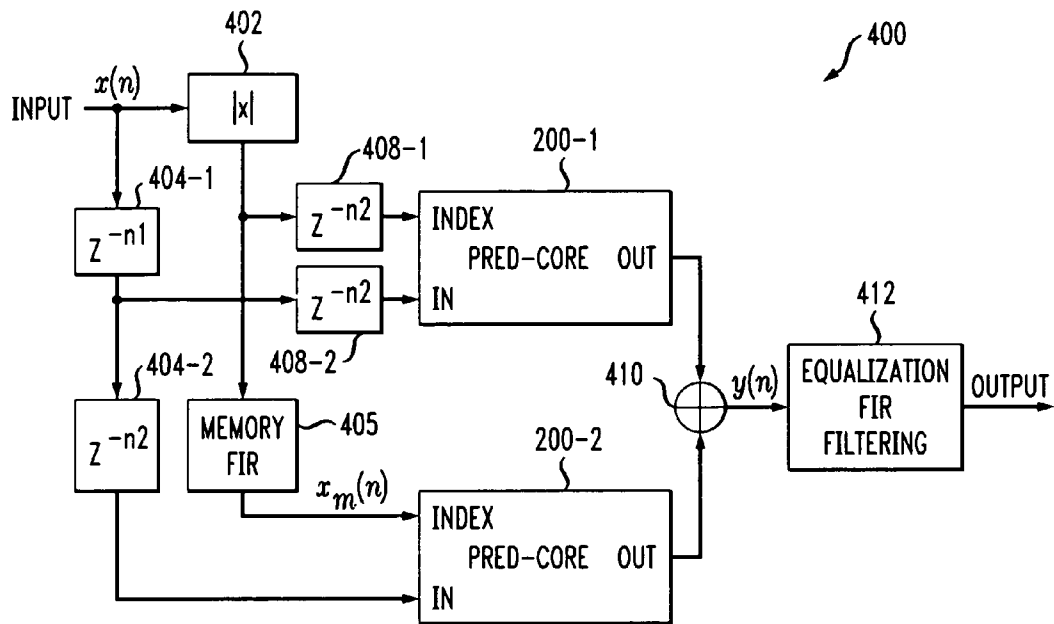 402
400
x(n)
INPUT
|x|
404-1
408-1
200-1
z^{-n1}
z^{-n2}
INDEX
PRED-CORE OUT
z^{-n2}
IN
408-2
412
404-2
410
y(n)
EQUALIZATION
FIR
FILTERING
OUTPUT
z^{-n2}
MEMORY
FIR
405
200-2
x_m(n)
INDEX
PRED-CORE OUT
IN